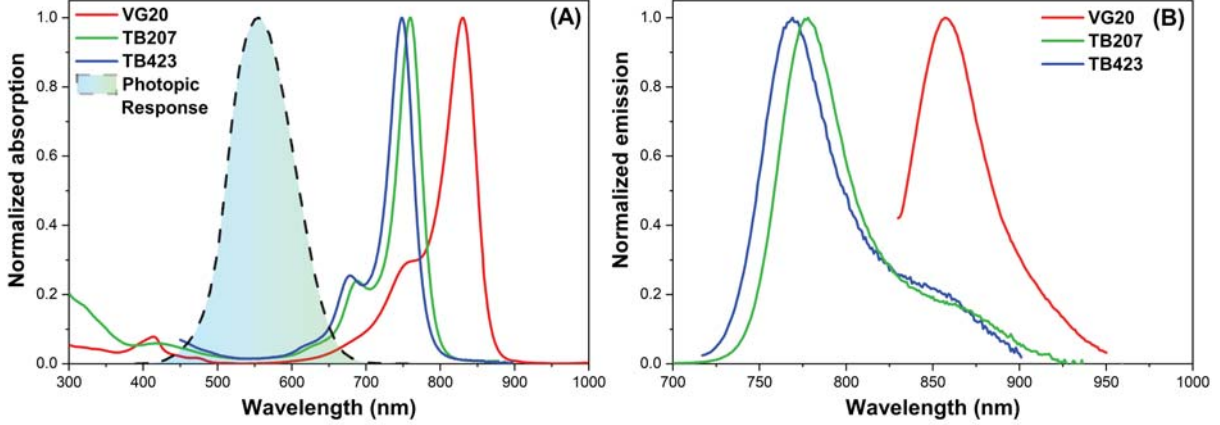 (A)
VG20
TB207
TB423
Photopic
Response
Normalized absorption
1.0
0.8
0.6
0.4
0.2
0.0
300 400 500 600 700 800 900 1000
Wavelength (nm)
(B)
VG20
TB207
TB423
Normalized emission
1.0
0.8
0.6
0.4
0.2
0.0
700 750 800 850 900 950 1000
Wavelength (nm)